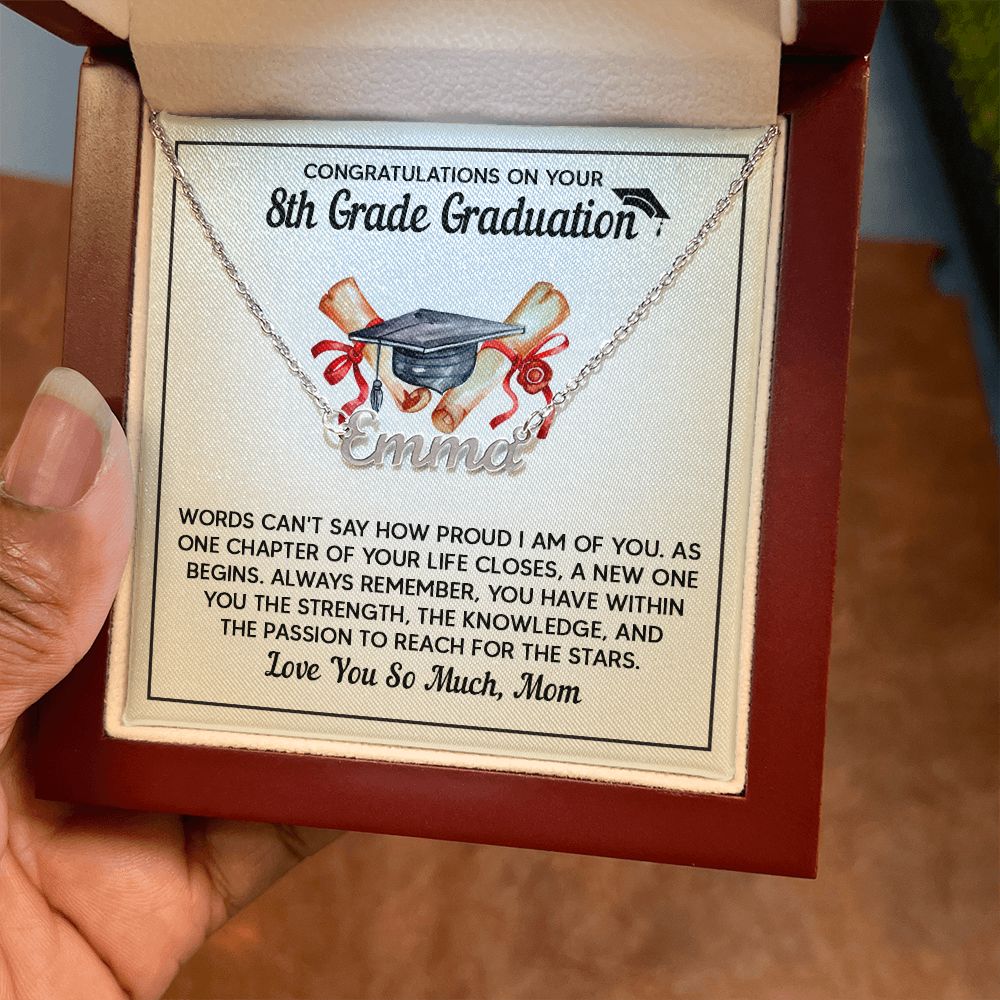 CONGRATULATIONS ON YOUR
8th Grade Graduation
Emma
WORDS CAN'T SAY HOW PROUD I AM OF YOU. AS
ONE CHAPTER OF YOUR LIFE CLOSES, A NEW ONE
BEGINS. ALWAYS REMEMBER, YOU HAVE WITHIN
YOU THE STRENGTH, THE KNOWLEDGE, AND
THE PASSION TO REACH FOR THE STARS.
Love You So Much, Mom